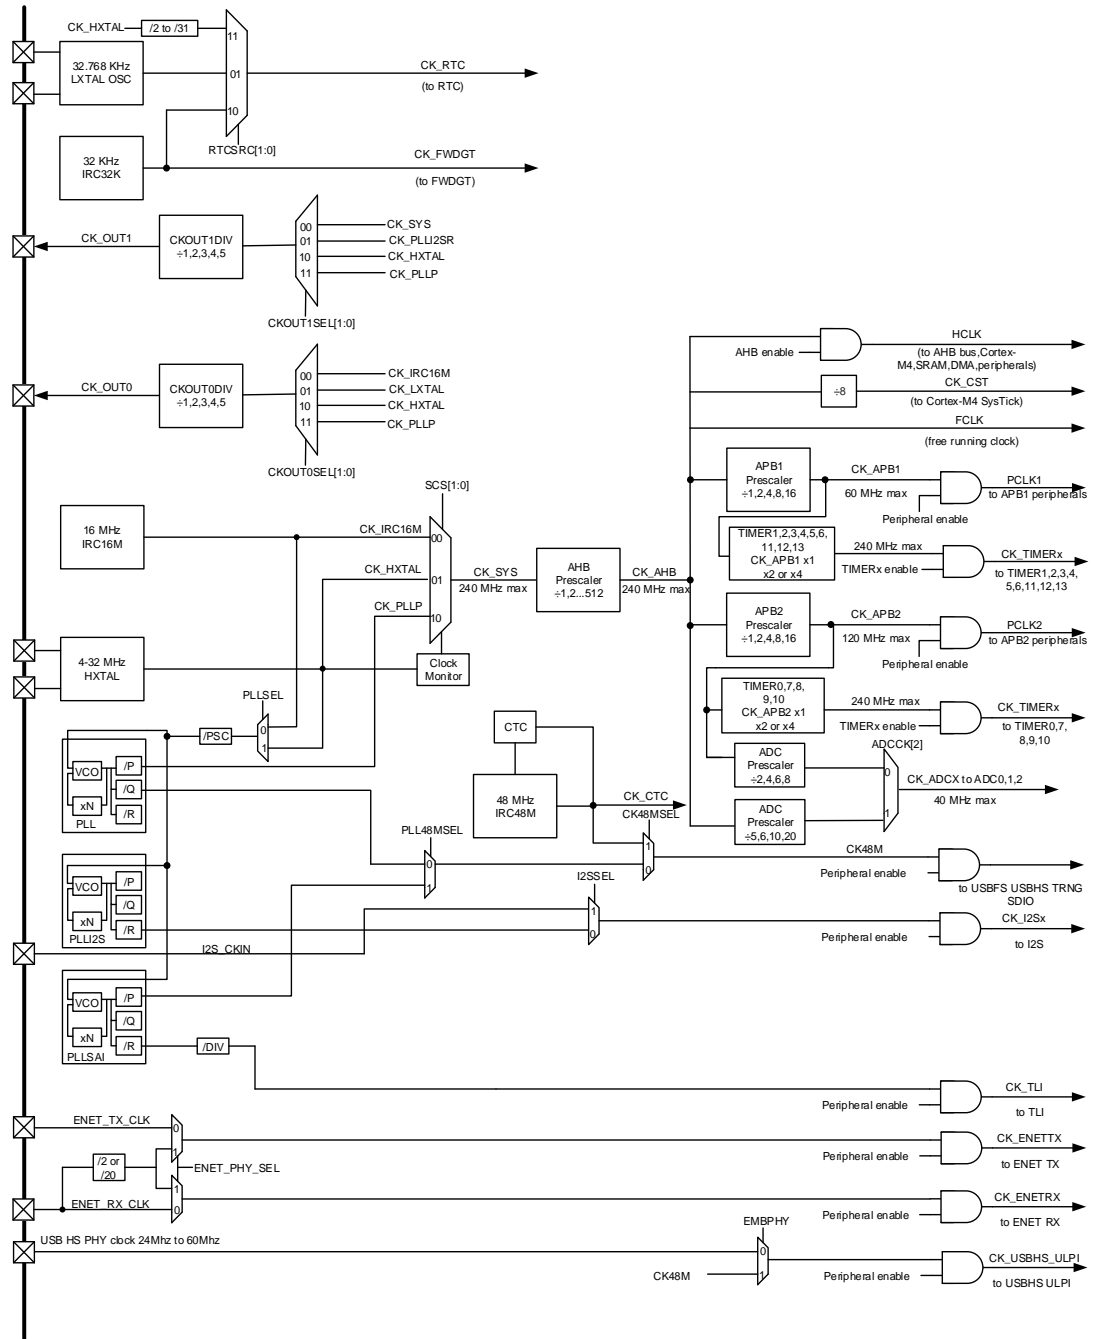 CK_HXTAL
/2 to /31
11
32.768 KHz
LXTAL OSC
01
CK_RTC
(to RTC)
10
RTCSRC[1:0]
32 KHz
IRC32K
CK_FWDGT
(to FWDGT)
CK_OUT1
CKOUT1DIV
÷1,2,3,4,5
00
01
10
11
CK_SYS
CK_PLLI2SR
CK_HXTAL
CK_PLLP
CKOUT1SEL[1:0]
CK_OUT0
CKOUT0DIV
÷1,2,3,4,5
00
01
10
11
CK_IRC16M
CK_LXTAL
CK_HXTAL
CK_PLLP
CKOUT0SEL[1:0]
AHB enable
HCLK
(to AHB bus,Cortex-
M4,SRAM,DMA,peripherals)
÷8
CK_CST
(to Cortex-M4 SysTick)
FCLK
(free running clock)
SCS[1:0]
16 MHz
IRC16M
CK_IRC16M
00
CK_HXTAL
01
CK_PLLP
10
CK_SYS
240 MHz max
AHB
Prescaler
÷1,2...512
CK_AHB
240 MHz max
APB1
Prescaler
÷1,2,4,8,16
CK_APB1
60 MHz max
Peripheral enable
PCLK1
to APB1 peripherals
TIMER1,2,3,4,5,6,
11,12,13
CK_APB1 x1
x2 or x4
240 MHz max
TIMERx enable
CK_TIMERx
to TIMER1,2,3,4,
5,6,11,12,13
APB2
Prescaler
÷1,2,4,8,16
CK_APB2
120 MHz max
Peripheral enable
PCLK2
to APB2 peripherals
4-32 MHz
HXTAL
Clock
Monitor
TIMER0,7,8,
9,10
CK_APB2 x1
x2 or x4
240 MHz max
TIMERx enable
CK_TIMERx
to TIMER0,7,
8,9,10
PLLSEL
0
1
/PSC
VCO
xN
/P
/Q
/R
PLL
CTC
48 MHz
IRC48M
CK_CTC
CK48MSEL
1
0
ADC
Prescaler
÷2,4,6,8
ADC
Prescaler
÷5,6,10,20
ADCCK[2]
0
1
CK_ADCX to ADC0,1,2
40 MHz max
PLL48MSEL
0
1
CK48M
Peripheral enable
to USBFS USBHS TRNG
SDIO
VCO
xN
/P
/Q
/R
PLLI2S
I2SSEL
1
0
Peripheral enable
CK_I2Sx
to I2S
I2S_CKIN
VCO
xN
/P
/Q
/R
PLLSAI
/DIV
Peripheral enable
CK_TLI
to TLI
ENET_TX_CLK
0
1
/2 or
/20
ENET_PHY_SEL
Peripheral enable
CK_ENETTX
to ENET TX
ENET_RX_CLK
1
0
Peripheral enable
CK_ENETRX
to ENET RX
USB HS PHY clock 24Mhz to 60Mhz
EMBPHY
0
1
CK48M
Peripheral enable
CK_USBHS_ULPI
to USBHS ULPI